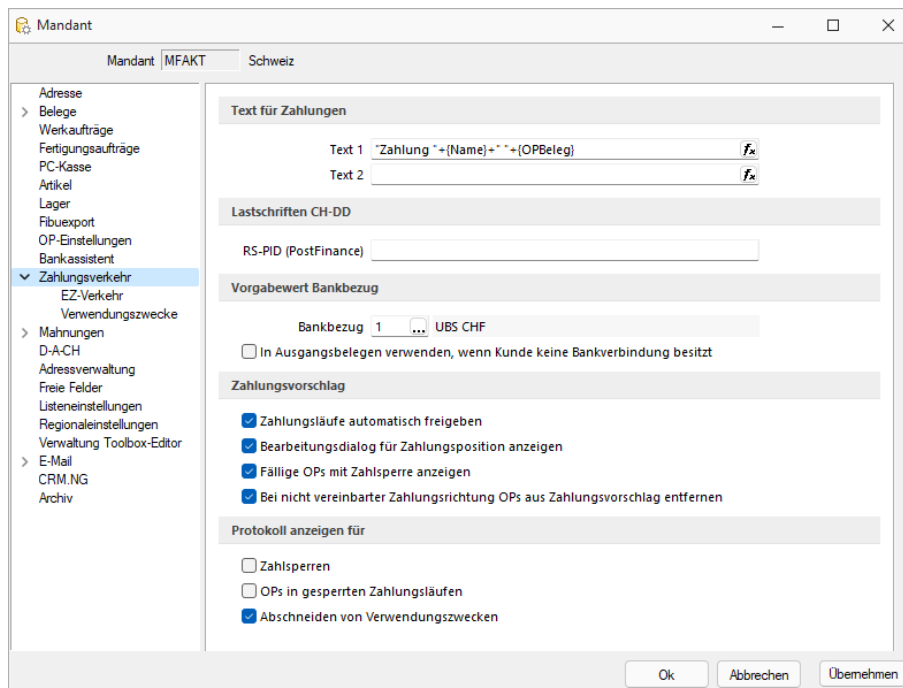 Mandant
Mandant MFAKT Schweiz
Adresse
Belege
Werkaufträge
Fertigungsaufträge
PC-Kasse
Artikel
Lager
Fibuexport
OP-Einstellungen
Bankassistent
Zahlungsverkehr
EZ-Verkehr
Verwendungszwecke
Mahnungen
D-A-CH
Adressverwaltung
Freie Felder
Listeneinstellungen
Regionaleinstellungen
Verwaltung Toolbox-Editor
E-Mail
CRM.NG
Archiv
Text für Zahlungen
Text 1 "Zahlung "+{Name}+" "+{OPBeleg} fx
Text 2 fx
Lastschriften CH-DD
RS-PID (PostFinance)
Vorgabewert Bankbezug
Bankbezug 1 ... UBS CHF
In Ausgangsbelegen verwenden, wenn Kunde keine Bankverbindung besitzt
Zahlungsvorschlag
Zahlungsläufe automatisch freigeben
Bearbeitungsdialog für Zahlungsposition anzeigen
Fällige OPs mit Zahlsperre anzeigen
Bei nicht vereinbarter Zahlungsrichtung OPs aus Zahlungsvorschlag entfernen
Protokoll anzeigen für
Zahlsperren
OPs in gesperrten Zahlungsläufen
Abschneiden von Verwendungszwecken
Ok Abbrechen Übernehmen